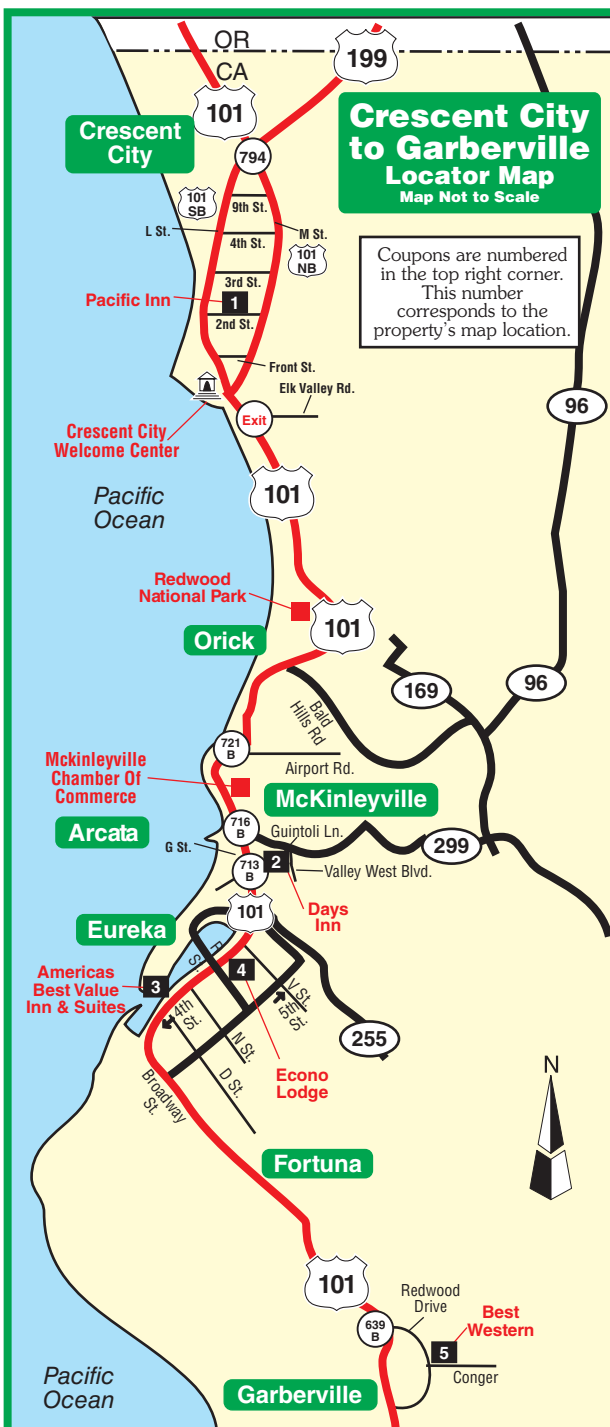 OR
CA
199
101
Crescent
City
Crescent City
to Garberville
Locator Map
Map Not to Scale
794
101
SB
9th St.
L St.
M St.
4th St.
101
NB
3rd St.
Pacific Inn
1
2nd St.
Coupons are numbered
in the top right corner.
This number
corresponds to the
property's map location.
Front St.
Elk Valley Rd.
Exit
96
Crescent City
Welcome Center
Pacific
Ocean
101
Redwood
National Park
101
Orick
169
96
Bald
Hills Rd
721
B
Airport Rd.
Mckinleyville
Chamber Of
Commerce
McKinleyville
Arcata
716
B
Guintoli Ln.
299
G St.
713
B
2
Valley West Blvd.
Days
Inn
101
Eureka
R
S.
4
Americas
Best Value
Inn & Suites
3
V St.
5th St.
4th
St.
255
N St.
D St.
Econo
Lodge
Broadway
St.
N
Fortuna
101
Redwood
Drive
639
B
Best
Western
5
Conger
Pacific
Ocean
Garberville